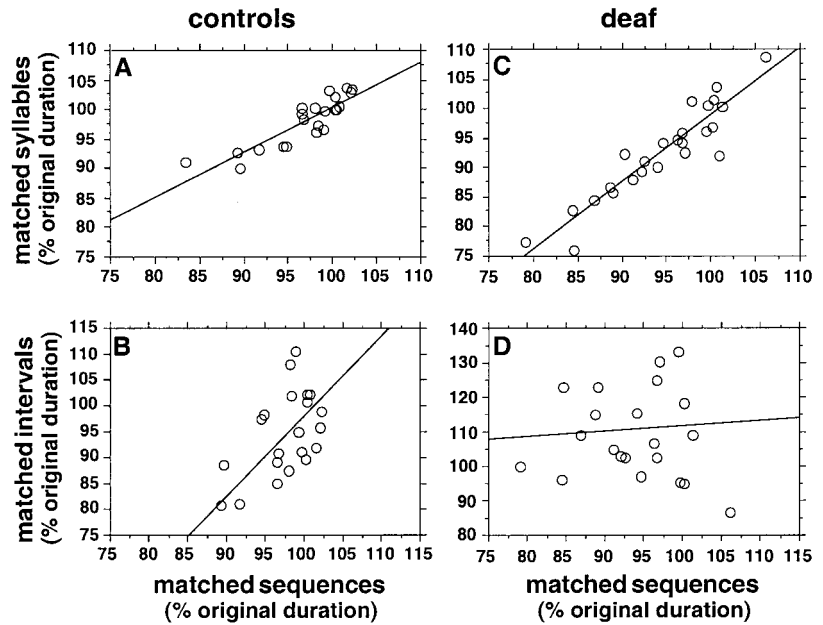 controls
deaf
A
C
matched syllables
(% original duration)
110
105
100
95
90
85
80
75
75 80 85 90 95 100 105 110
110
105
100
95
90
85
80
75
75 80 85 90 95 100 105 110
B
D
matched intervals
(% original duration)
115
110
105
100
95
90
85
80
75
75 80 85 90 95 100 105 110 115
140
130
120
110
100
90
80
75 80 85 90 95 100 105 110 115
matched sequences
(% original duration)
matched sequences
(% original duration)